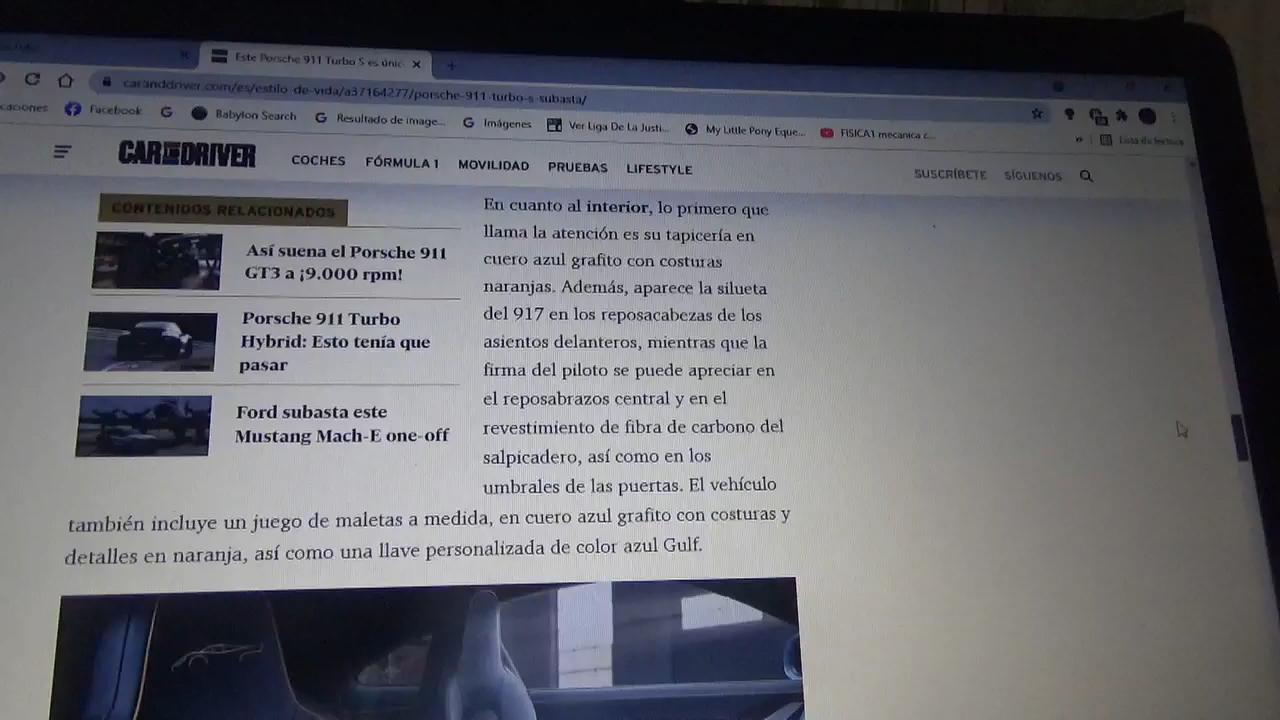 Este Porsche 911 Turbo S es únic
caranddriver.com/es/estilo-de-vida/a37164277/porsche-911-turbo-s-subasta/
caciones Facebook Babylon Search Resultado de image... Imágenes Ver Liga De La Justi... My Little Pony Eque... FISICA1 mecanica c...
» Lista de lectura
CAR AND DRIVER COCHES FÓRMULA 1 MOVILIDAD PRUEBAS LIFESTYLE SUSCRÍBETE SÍGUENOS
CONTENIDOS RELACIONADOS
Así suena el Porsche 911
GT3 a ¡9.000 rpm!
Porsche 911 Turbo
Hybrid: Esto tenía que
pasar
Ford subasta este
Mustang Mach-E one-off
En cuanto al interior, lo primero que
llama la atención es su tapicería en
cuero azul grafito con costuras
naranjas. Además, aparece la silueta
del 917 en los reposacabezas de los
asientos delanteros, mientras que la
firma del piloto se puede apreciar en
el reposabrazos central y en el
revestimiento de fibra de carbono del
salpicadero, así como en los
umbrales de las puertas. El vehículo
también incluye un juego de maletas a medida, en cuero azul grafito con costuras y
detalles en naranja, así como una llave personalizada de color azul Gulf.